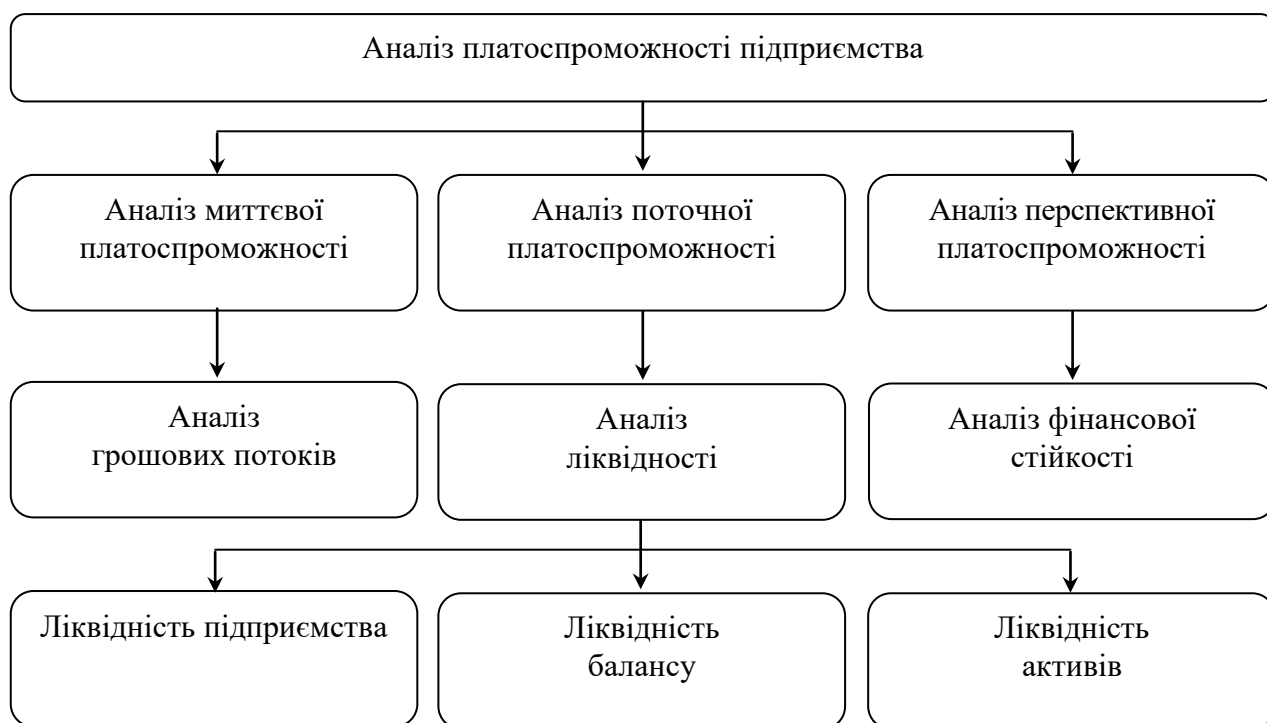 Аналіз платоспроможності підприємства
Аналіз миттєвої
платоспроможності
Аналіз поточної
платоспроможності
Аналіз перспективної
платоспроможності
Аналіз
грошових потоків
Аналіз
ліквідності
Аналіз фінансової
стійкості
Ліквідність підприємства
Ліквідність
балансу
Ліквідність
активів